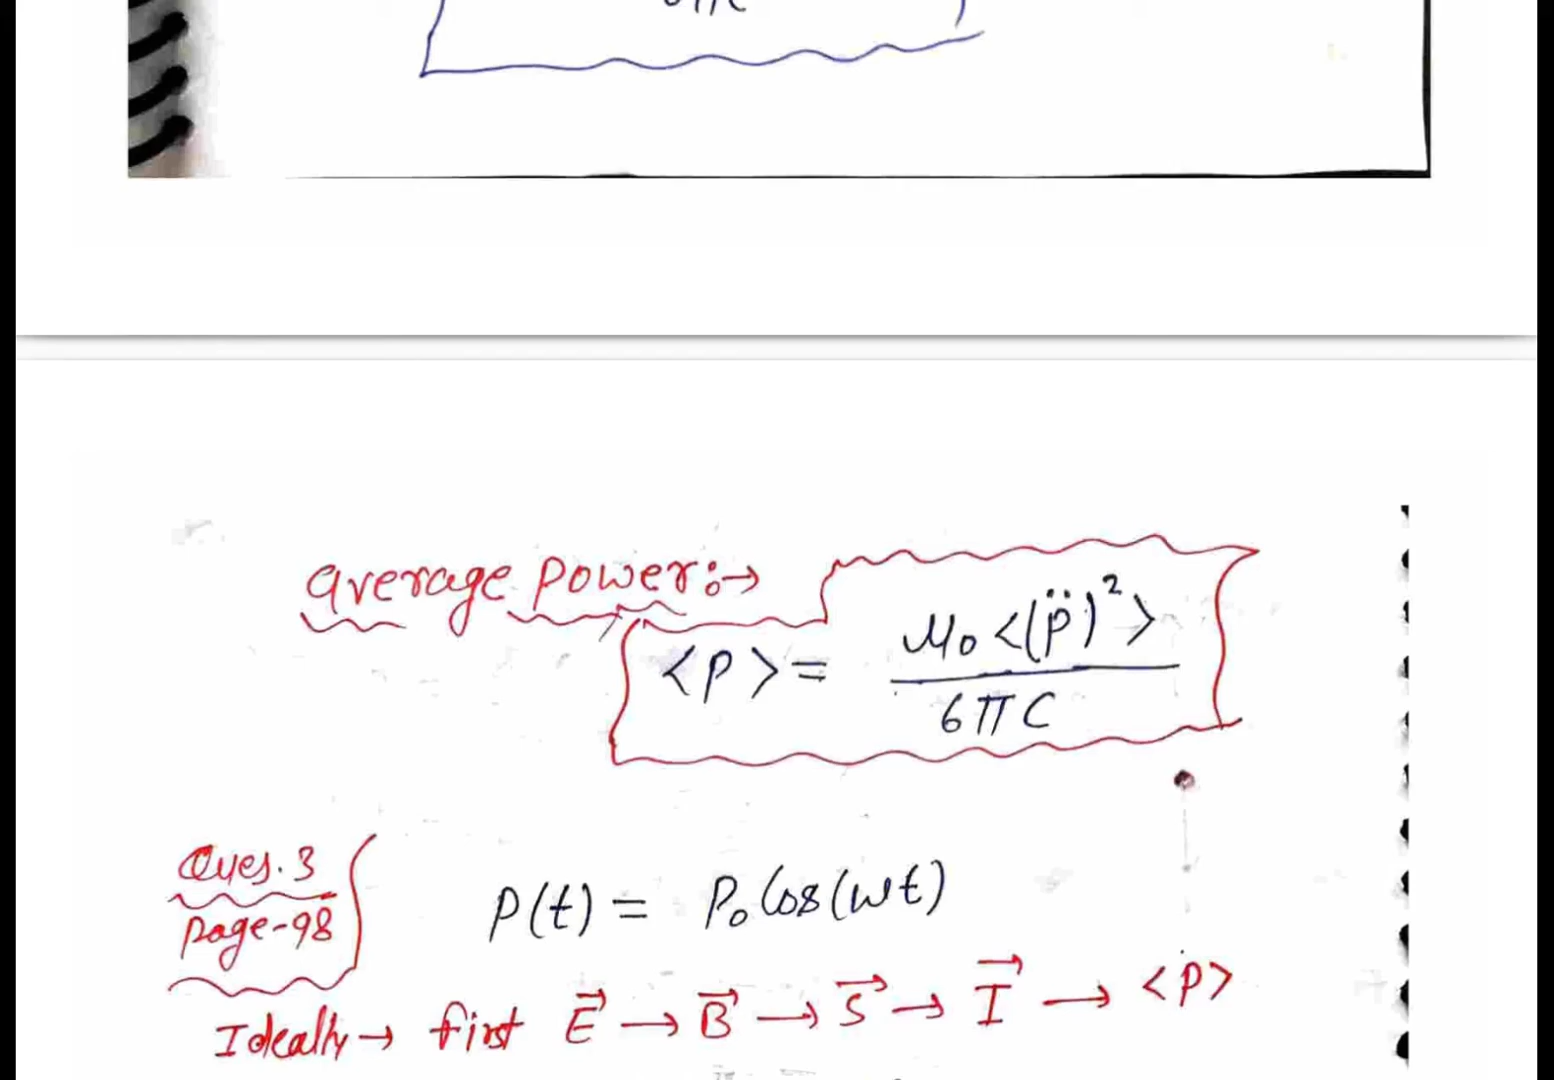 average power:→
<p> = μ₀ <(p̈)²> / 6πC
Ques. 3
Page-98
P(t) = P₀ Cos(ωt)
Ideally → first E⃗ → B⃗ → S⃗ → I⃗ → <p>